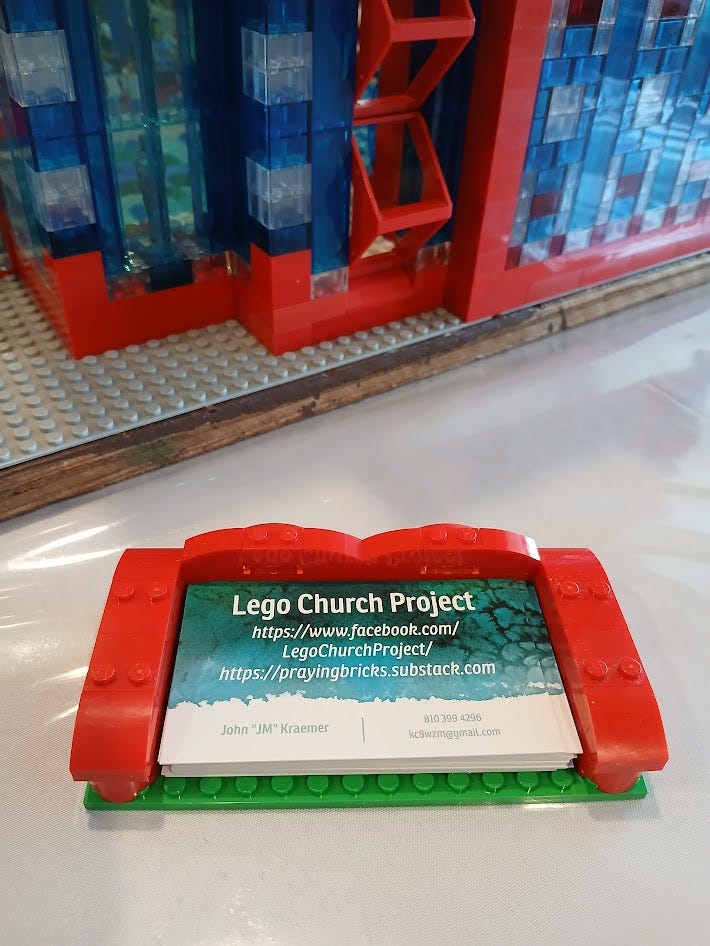 Lego Church Project
https://www.facebook.com/
LegoChurchProject/
https://prayingbricks.substack.com
John "JM" Kraemer
810 399 4296
kc8wzm@gmail.com